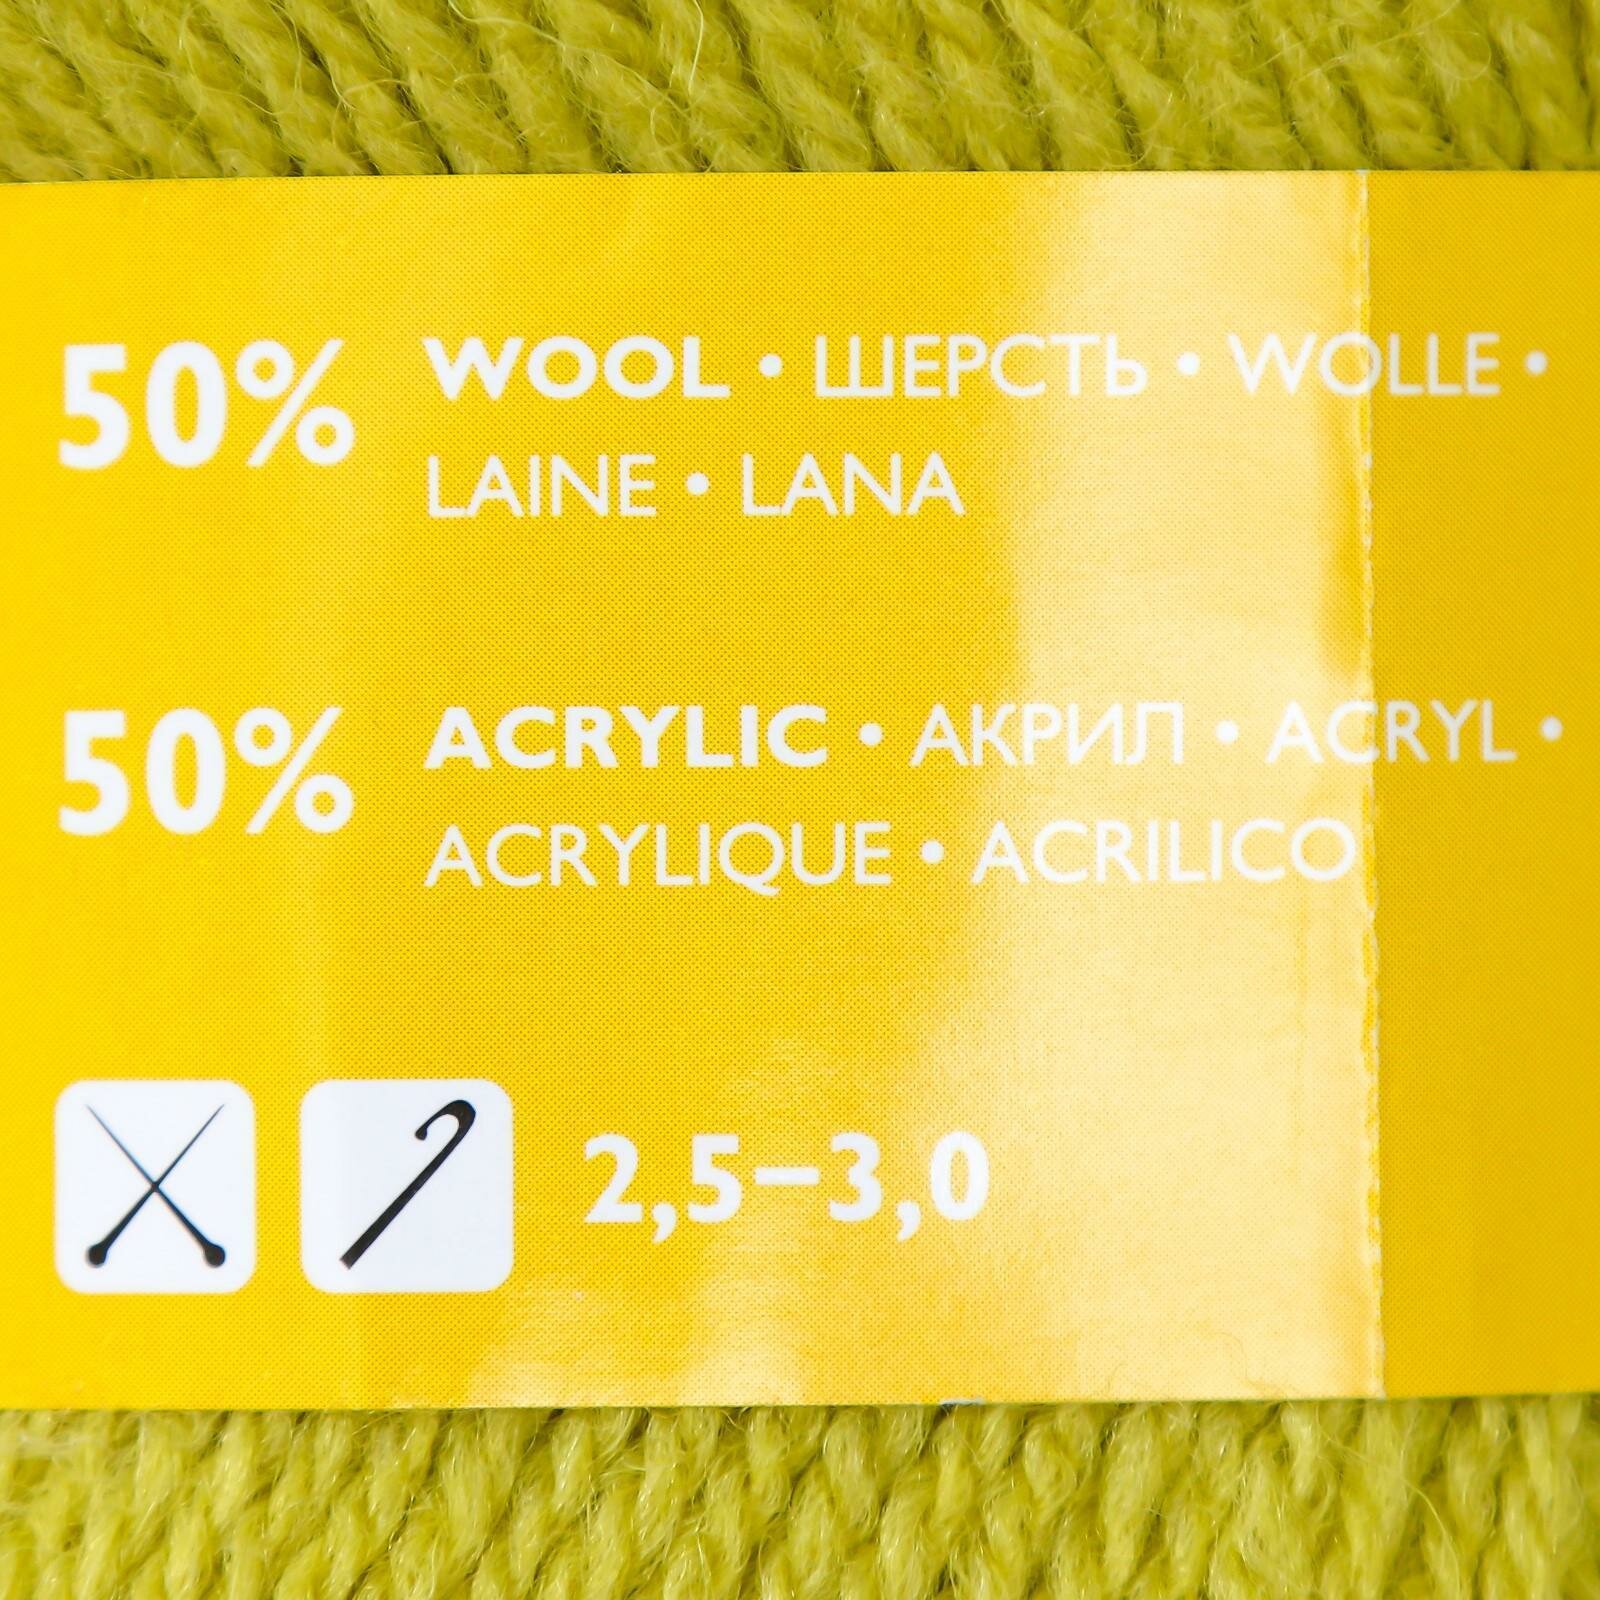 50% WOOL • ШЕРСТЬ • WOLLE •
LAINE • LANA
50% ACRYLIC • АКРИЛ • ACRYL •
ACRYLIQUE • ACRILICO
2,5–3,0